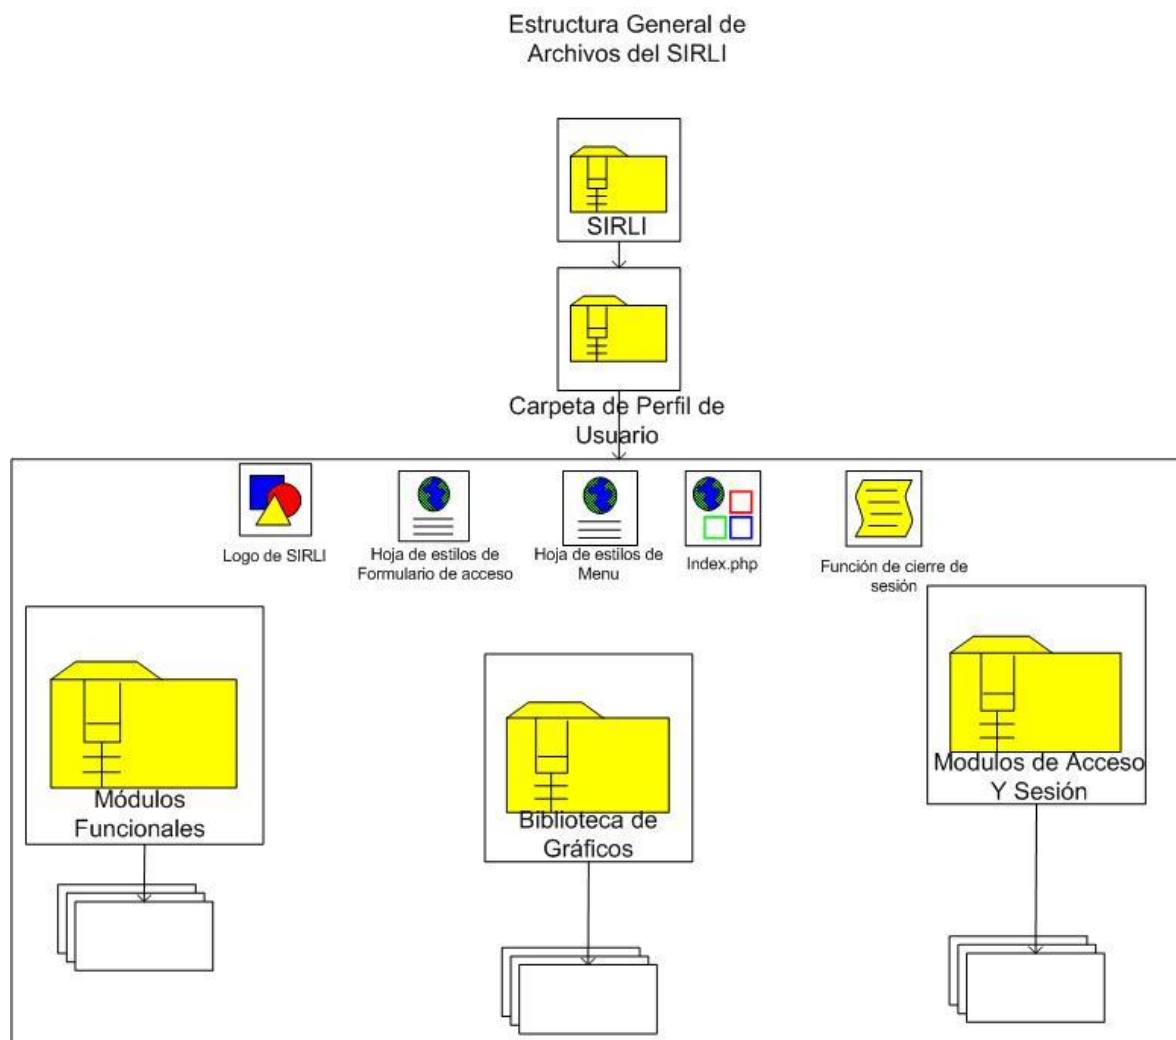 Estructura General de
Archivos del SIRLI
SIRLI
Carpeta de Perfil de
Usuario
Logo de SIRLI
Hoja de estilos de
Formulario de acceso
Hoja de estilos de
Menu
Index.php
Función de cierre de
sesión
Módulos
Funcionales
Biblioteca de
Gráficos
Modulos de Acceso
Y Sesión